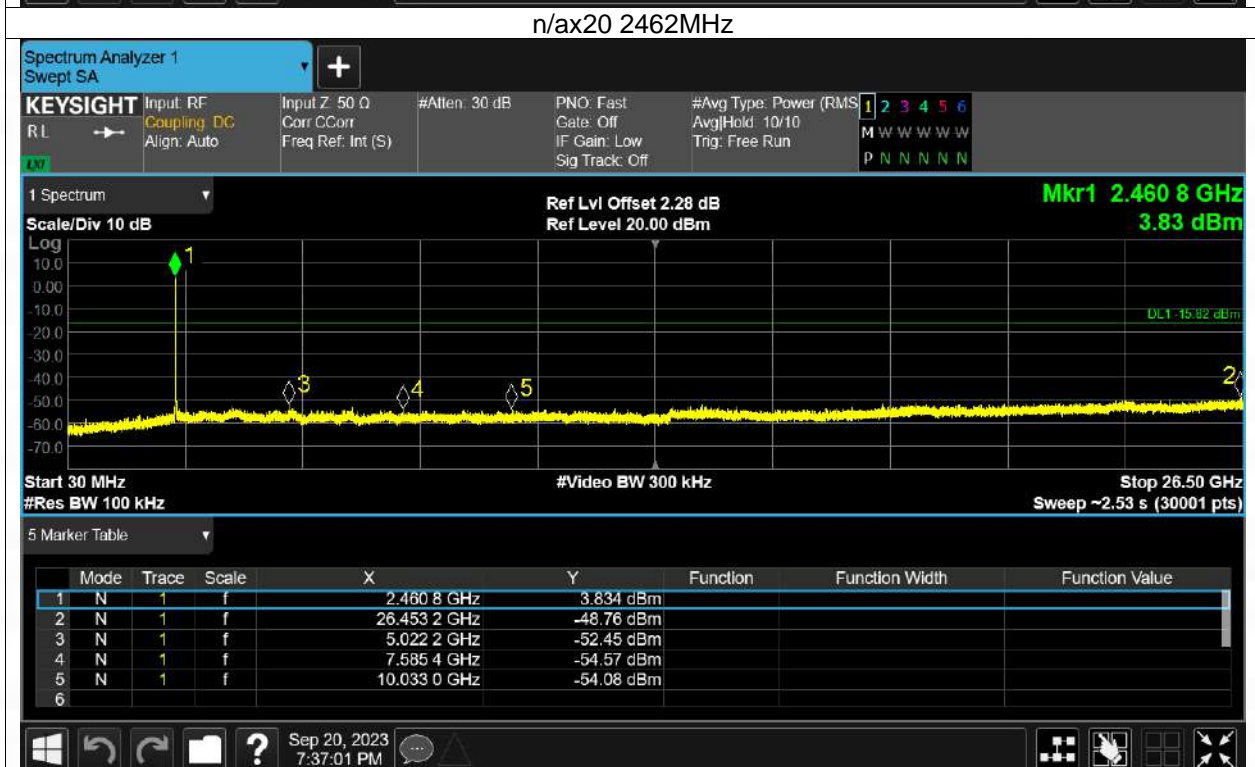 n/ax20 2462MHz
Spectrum Analyzer 1
Swept SA
+
KEYSIGHT Input: RF Input Z: 50 Ω #Atten: 30 dB PNO: Fast #Avg Type: Power (RMS 1 2 3 4 5 6
RL Coupling: DC Corr CCorr Gate: Off Avg|Hold: 10/10 M W W W W W
Align: Auto Freq Ref: Int (S) IF Gain: Low Trig: Free Run
LXI Sig Track: Off P N N N N N
1 Spectrum Ref Lvl Offset 2.28 dB Mkr1 2.460 8 GHz
Scale/Div 10 dB Ref Level 20.00 dBm 3.83 dBm
Log
10.0 1
0.00
-10.0 DL1 -15.82 dBm
-20.0
-30.0
-40.0 3 4 5 2
-50.0
-60.0
-70.0
Start 30 MHz #Video BW 300 kHz Stop 26.50 GHz
#Res BW 100 kHz Sweep ~2.53 s (30001 pts)
5 Marker Table
Mode Trace Scale X Y Function Function Width Function Value
1 N 1 f 2.460 8 GHz 3.834 dBm
2 N 1 f 26.453 2 GHz -48.76 dBm
3 N 1 f 5.022 2 GHz -52.45 dBm
4 N 1 f 7.585 4 GHz -54.57 dBm
5 N 1 f 10.033 0 GHz -54.08 dBm
6
? Sep 20, 2023
7:37:01 PM